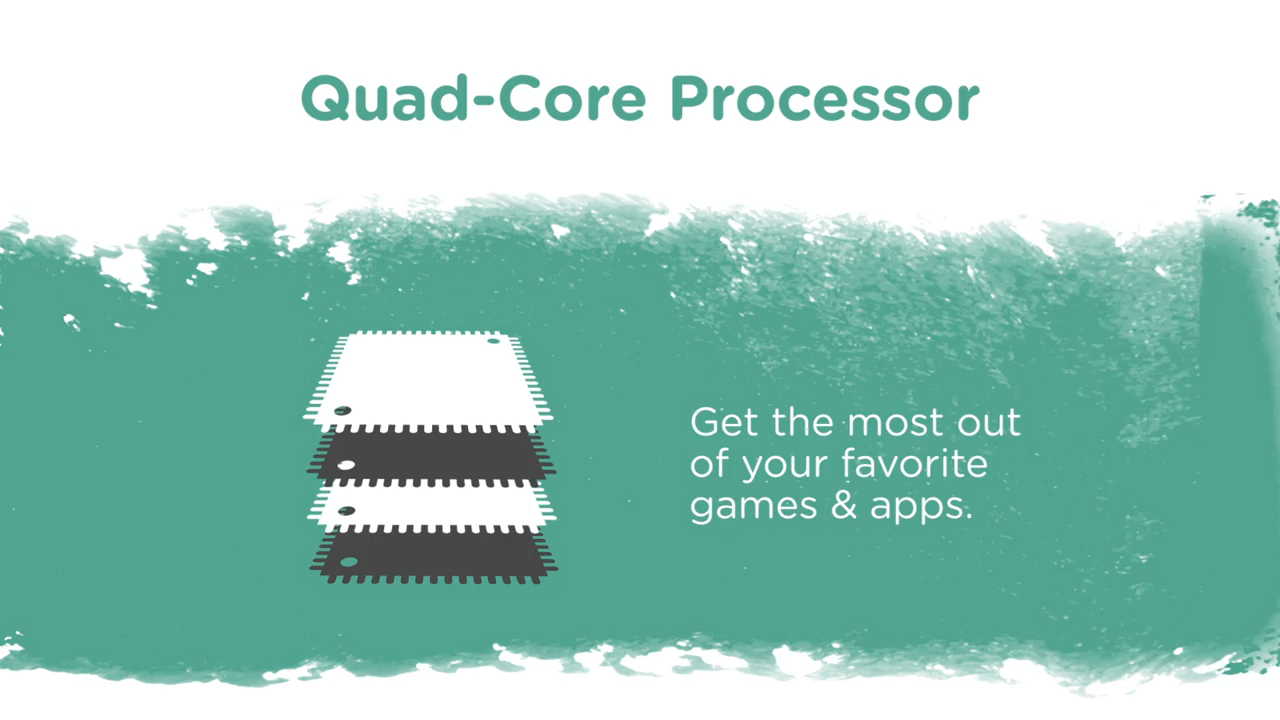 Quad-Core Processor
Get the most out
of your favorite
games & apps.